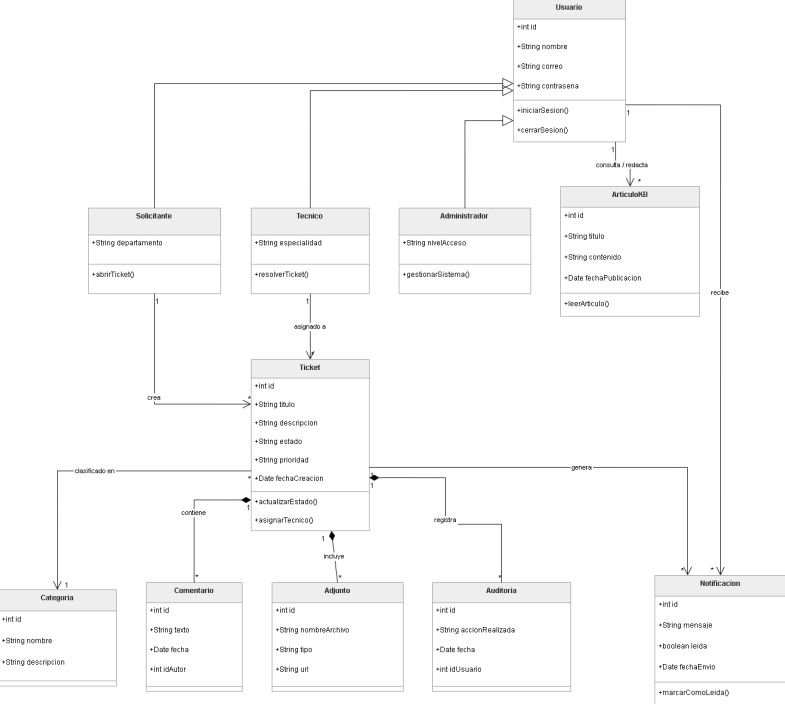 Usuario
+int id
+String nombre
+String correo
+String contrasena
+iniciarSesion()
+cerrarSesion()
1
1
consulta / redacta
*
ArticuloKB
+int id
+String titulo
+String contenido
+Date fechaPublicacion
+leerArticulo()
recibe
Solicitante
+String departamento
+abrirTicket()
1
Tecnico
+String especialidad
+resolverTicket()
1
Administrador
+String nivelAcceso
+gestionarSistema()
asignado a
*
crea
*
Ticket
+int id
+String titulo
+String descripcion
+String estado
+String prioridad
+Date fechaCreacion
+actualizarEstado()
+asignarTecnico()
clasificado en
*
1
genera
1
*
*
1
contiene
1
*
1
incluye
*
registra
1
*
Categoria
+int id
+String nombre
+String descripcion
Comentario
+int id
+String texto
+Date fecha
+int idAutor
Adjunto
+int id
+String nombreArchivo
+String tipo
+String url
Auditoria
+int id
+String accionRealizada
+Date fecha
+int idUsuario
Notificacion
+int id
+String mensaje
+boolean leida
+Date fechaEnvio
+marcarComoLeida()